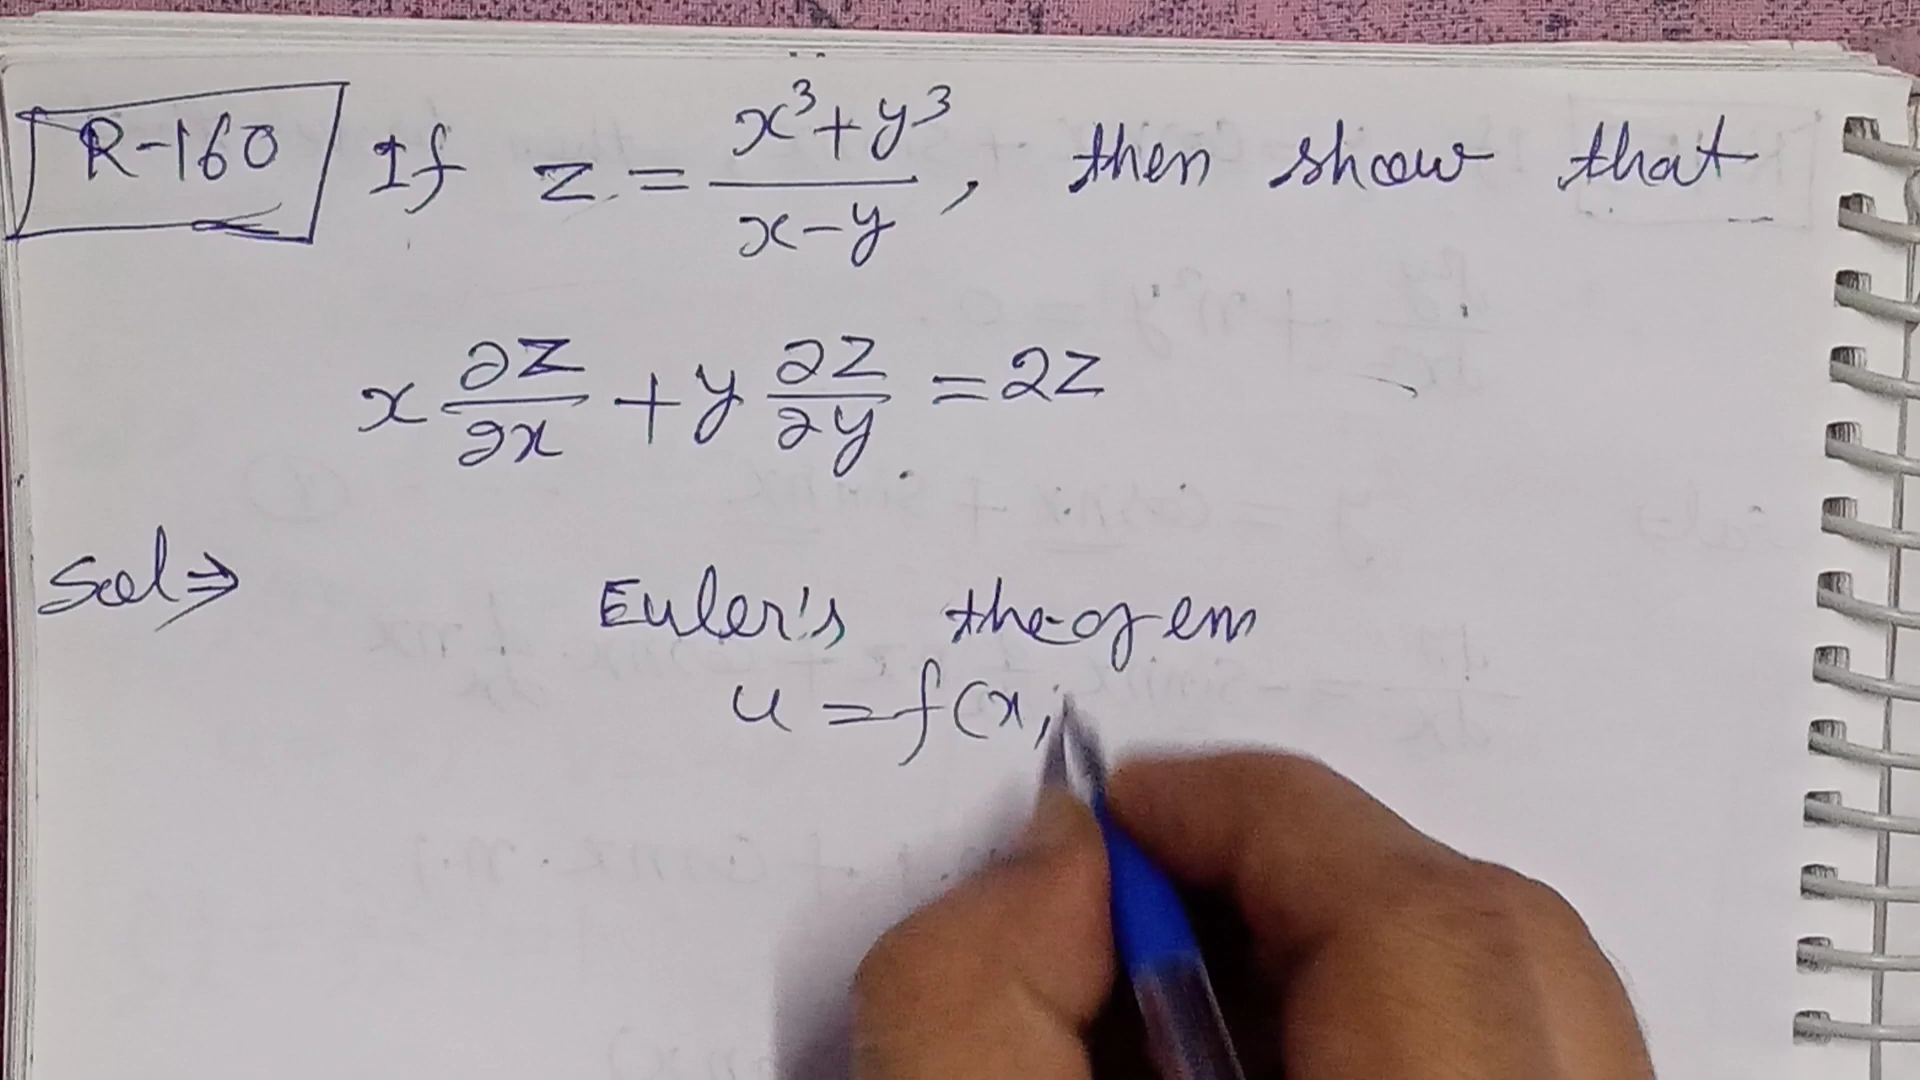 R-160 If z = x³+y³/x-y, then show that
x ∂z/∂x + y ∂z/∂y = 2z
Sol⇒ Euler's theorem
u = f(x,